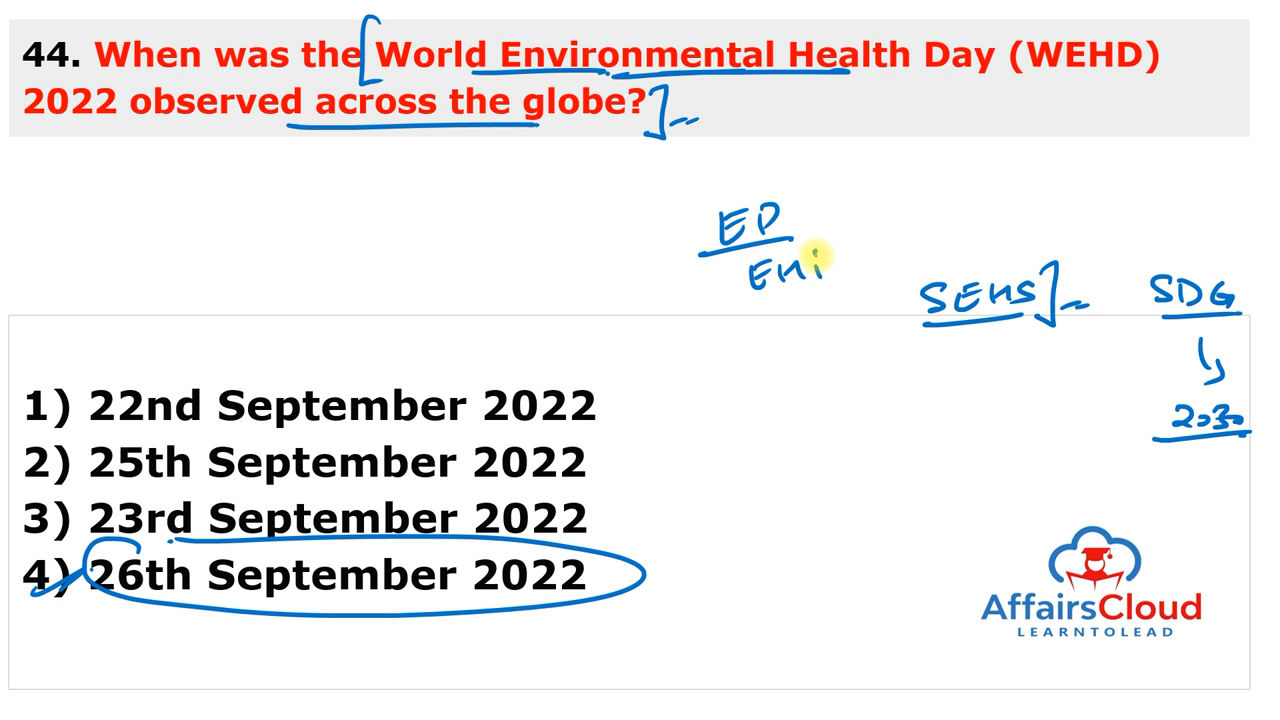 44. When was the World Environmental Health Day (WEHD)
2022 observed across the globe?
EP
EHi
SEHS
SDG
2030
1) 22nd September 2022
2) 25th September 2022
3) 23rd September 2022
4) 26th September 2022
AffairsCloud
LEARNTOLEAD